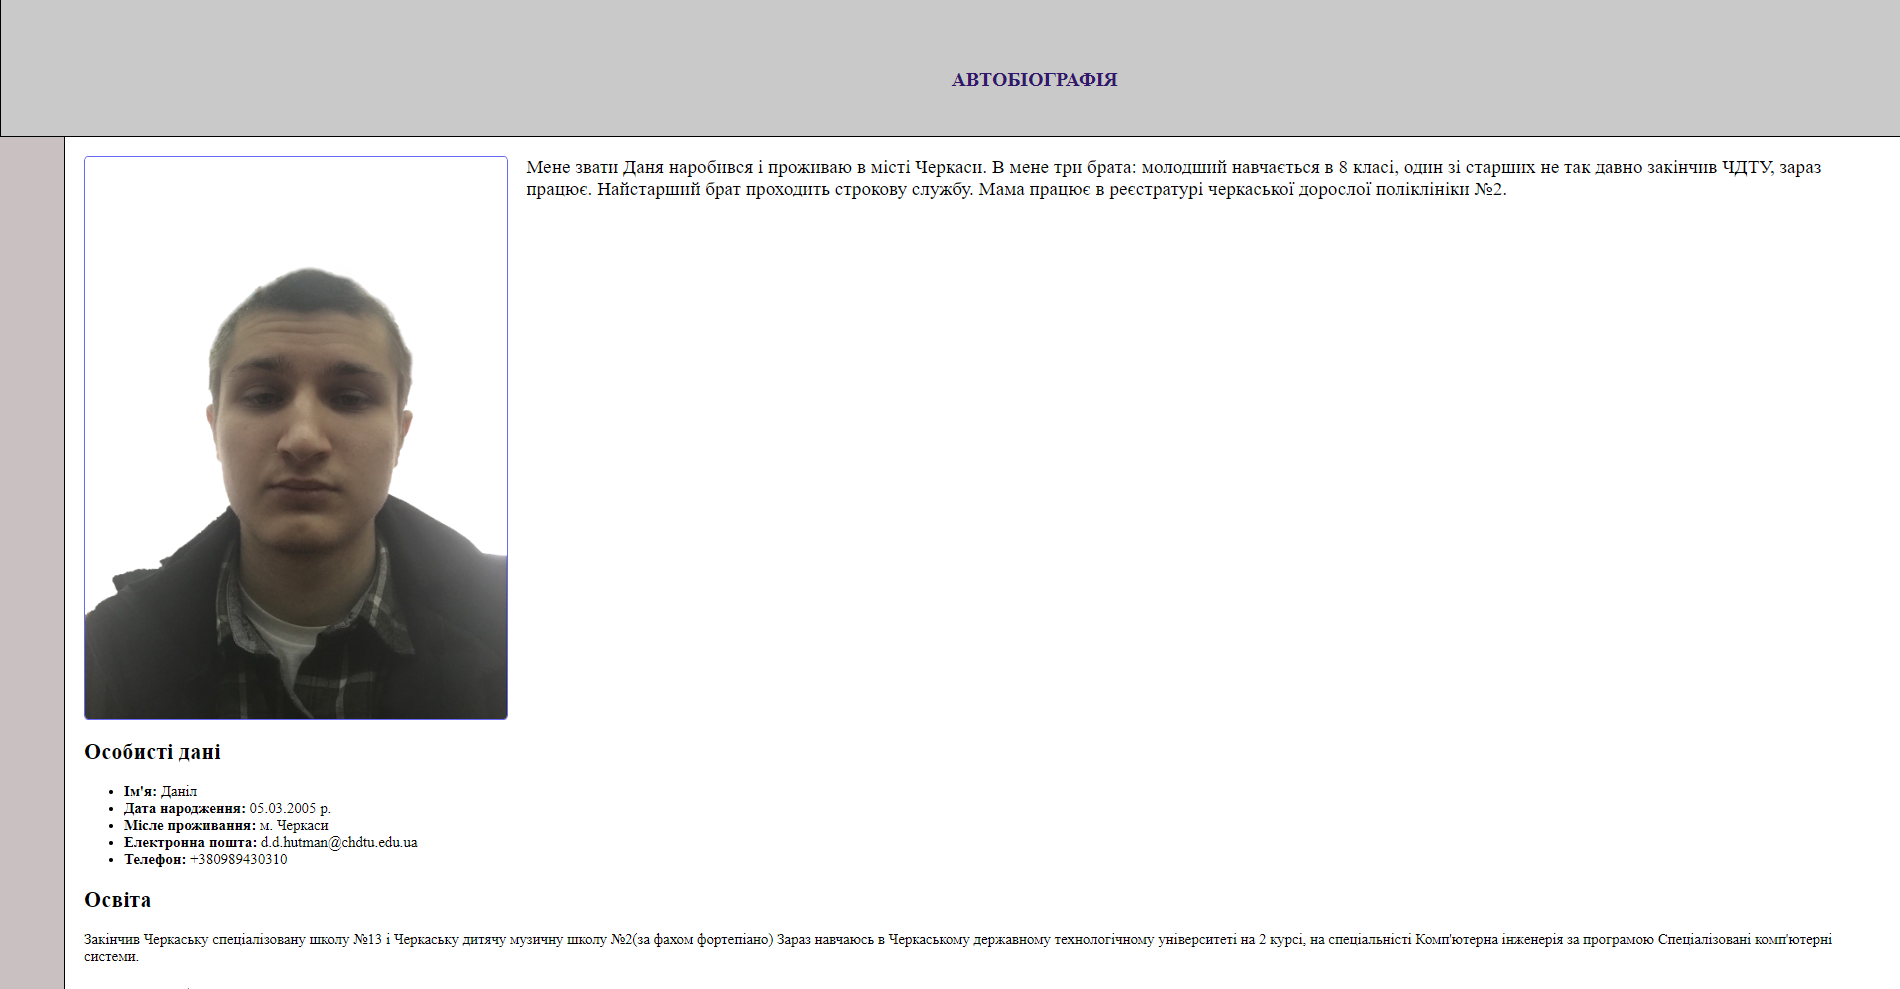 АВТОБІОГРАФІЯ
Мене звати Даня наробився і проживаю в місті Черкаси. В мене три брата: молодший навчається в 8 класі, один зі старших не так давно закінчив ЧДТУ, зараз
працює. Найстарший брат проходить строкову службу. Мама працює в реєстратурі черкаської дорослої поліклініки №2.
Особисті дані
• Ім'я: Даніл
• Дата народження: 05.03.2005 р.
• Місле проживання: м. Черкаси
• Електронна пошта: d.d.hutman@chdtu.edu.ua
• Телефон: +380989430310
Освіта
Закінчив Черкаську спеціалізовану школу №13 і Черкаську дитячу музичну школу №2(за фахом фортепіано) Зараз навчаюсь в Черкаському державному технологічному університеті на 2 курсі, на спеціальністі Комп'ютерна інженерія за програмою Спеціалізовані комп'ютерні
системи.